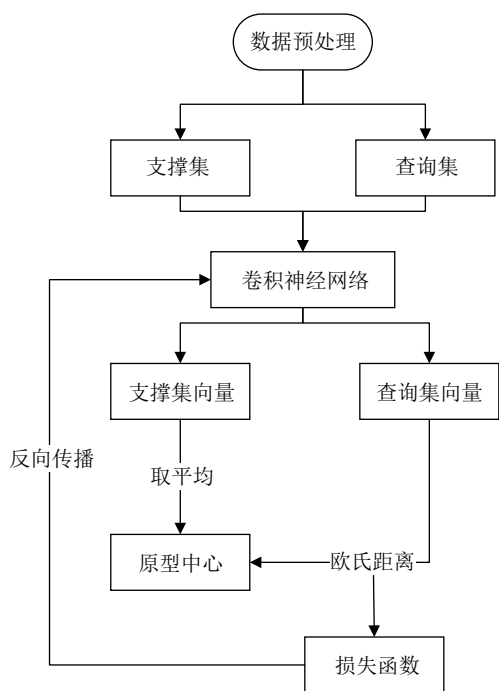 数据预处理
支撑集
查询集
卷积神经网络
支撑集向量
查询集向量
反向传播
取平均
原型中心
欧氏距离
损失函数